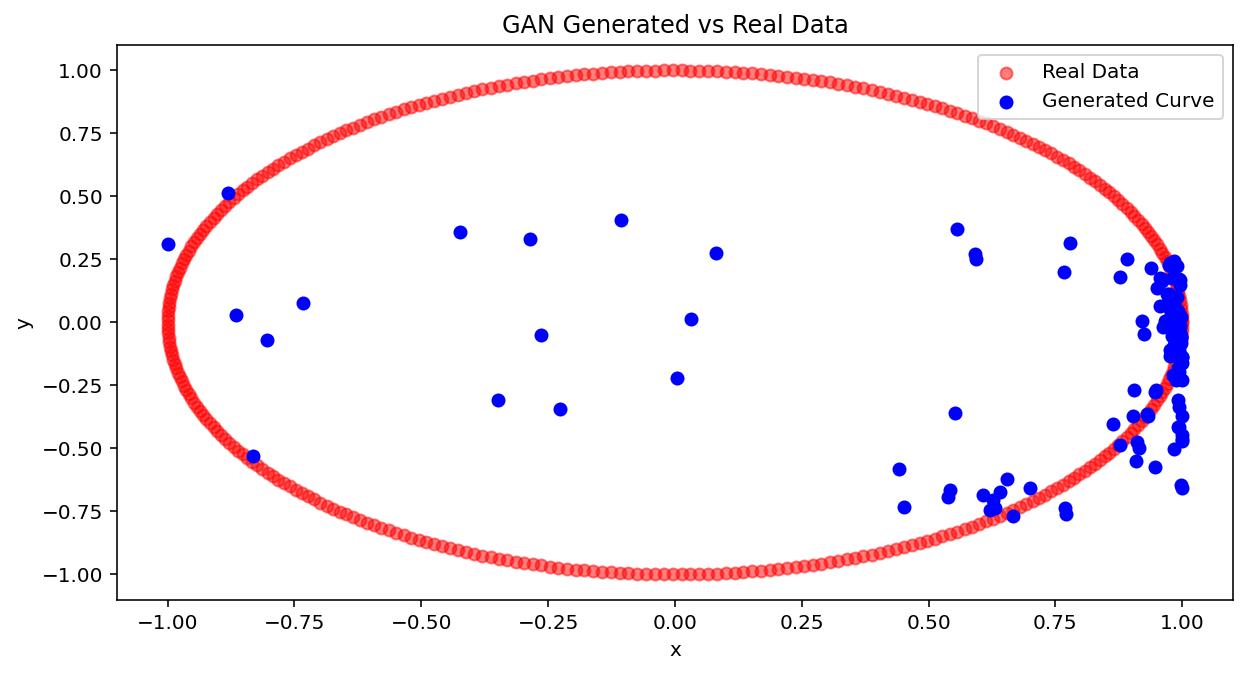 GAN Generated vs Real Data
Real Data
Generated Curve
1.00
0.75
0.50
0.25
0.00
−0.25
−0.50
−0.75
−1.00
y
−1.00 −0.75 −0.50 −0.25 0.00 0.25 0.50 0.75 1.00
x